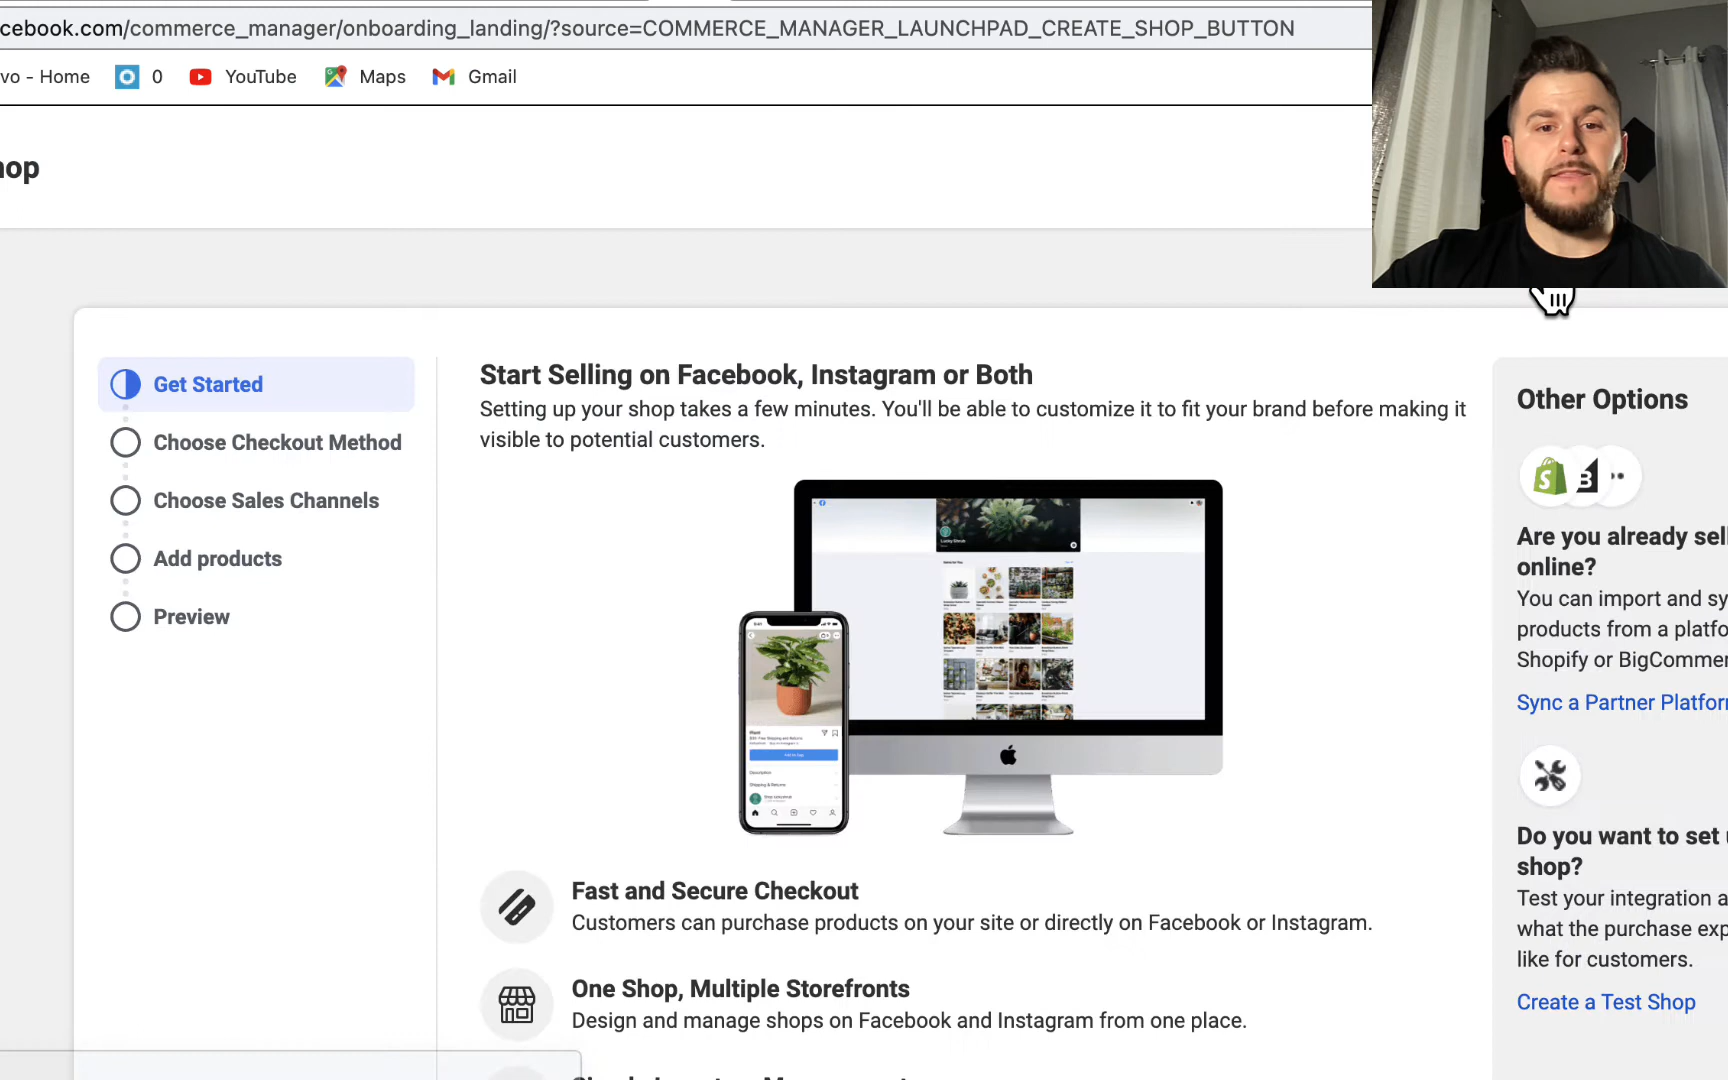 cebook.com/commerce_manager/onboarding_landing/?source=COMMERCE_MANAGER_LAUNCHPAD_CREATE_SHOP_BUTTON
vo - Home
0
YouTube
Maps
Gmail
hop
Get Started
Choose Checkout Method
Choose Sales Channels
Add products
Preview
Start Selling on Facebook, Instagram or Both
Setting up your shop takes a few minutes. You'll be able to customize it to fit your brand before making it
visible to potential customers.
Fast and Secure Checkout
Customers can purchase products on your site or directly on Facebook or Instagram.
One Shop, Multiple Storefronts
Design and manage shops on Facebook and Instagram from one place.
Other Options
Are you already sell
online?
You can import and sy
products from a platfo
Shopify or BigCommer
Sync a Partner Platfor
Do you want to set
shop?
Test your integration a
what the purchase exp
like for customers.
Create a Test Shop